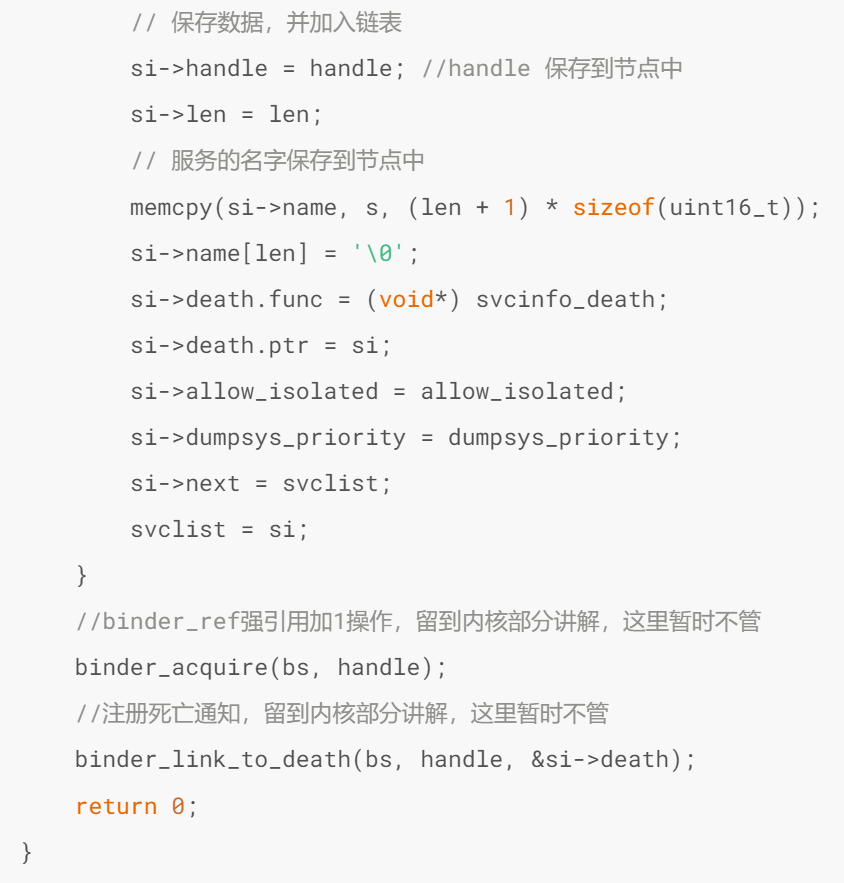 // 保存数据，并加入链表
si->handle = handle; //handle 保存到节点中
si->len = len;
// 服务的名字保存到节点中
memcpy(si->name, s, (len + 1) * sizeof(uint16_t));
si->name[len] = '\0';
si->death.func = (void*) svcinfo_death;
si->death.ptr = si;
si->allow_isolated = allow_isolated;
si->dumpsys_priority = dumpsys_priority;
si->next = svclist;
svclist = si;
}
//binder_ref强引用加1操作，留到内核部分讲解，这里暂时不管
binder_acquire(bs, handle);
//注册死亡通知，留到内核部分讲解，这里暂时不管
binder_link_to_death(bs, handle, &si->death);
return 0;
}